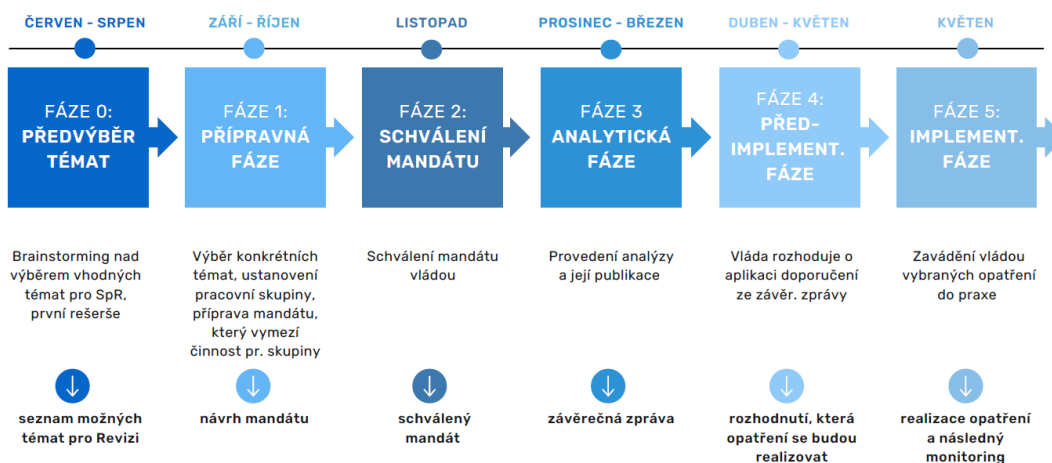 ČERVEN - SRPEN
ZÁŘÍ - ŘÍJEN
LISTOPAD
PROSINEC - BŘEZEN
DUBEN - KVĚTEN
KVĚTEN
FÁZE 0:
PŘEDVÝBĚR
TÉMAT
FÁZE 1:
PŘÍPRAVNÁ
FÁZE
FÁZE 2:
SCHVÁLENÍ
MANDÁTU
FÁZE 3
ANALYTICKÁ
FÁZE
FÁZE 4:
PŘED-
IMPLEMENT.
FÁZE
FÁZE 5:
IMPLEMENT.
FÁZE
Brainstorming nad
výběrem vhodných
témat pro SpR,
první rešerše
Výběr konkrétních
témat, ustanovení
pracovní skupiny,
příprava mandátu,
který vymezí
činnost pr. skupiny
Schválení mandátu
vládou
Provedení analýzy
a její publikace
Vláda rozhoduje o
aplikaci doporučení
ze závěr. zprávy
Zavádění vládou
vybraných opatření
do praxe
seznam možných
témat pro Revizi
návrh mandátu
schválený
mandát
závěrečná zpráva
rozhodnutí, která
opatření se budou
realizovat
realizace opatření
a následný
monitoring